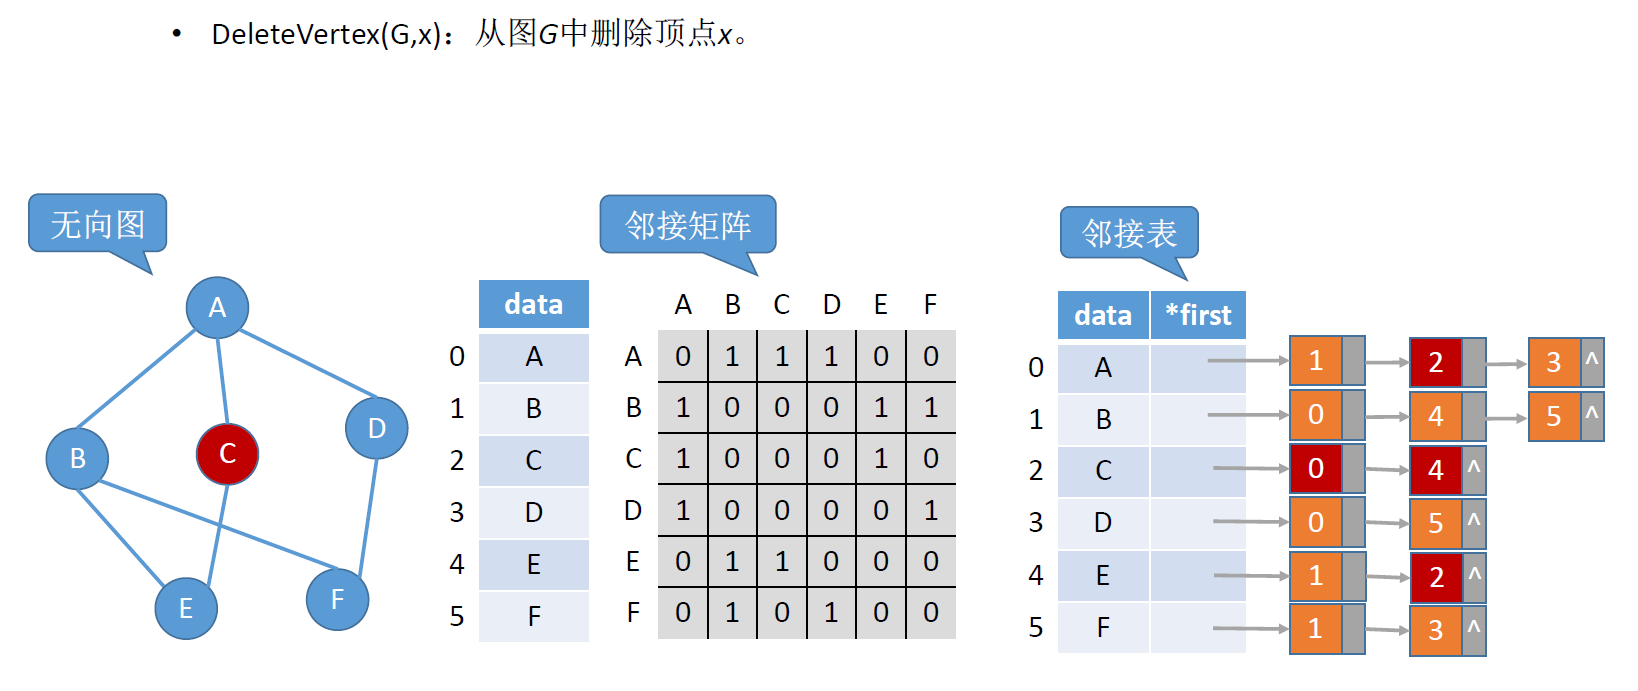 • DeleteVertex(G,x)：从图G中删除顶点x。
无向图
A
B
C
D
E
F
邻接矩阵
data
0 A
1 B
2 C
3 D
4 E
5 F
A B C D E F
A 0 1 1 1 0 0
B 1 0 0 0 1 1
C 1 0 0 0 1 0
D 1 0 0 0 0 1
E 0 1 1 0 0 0
F 0 1 0 1 0 0
邻接表
data *first
0 A 1 2 3 ^
1 B 0 4 5 ^
2 C 0 4 ^
3 D 0 5 ^
4 E 1 2 ^
5 F 1 3 ^